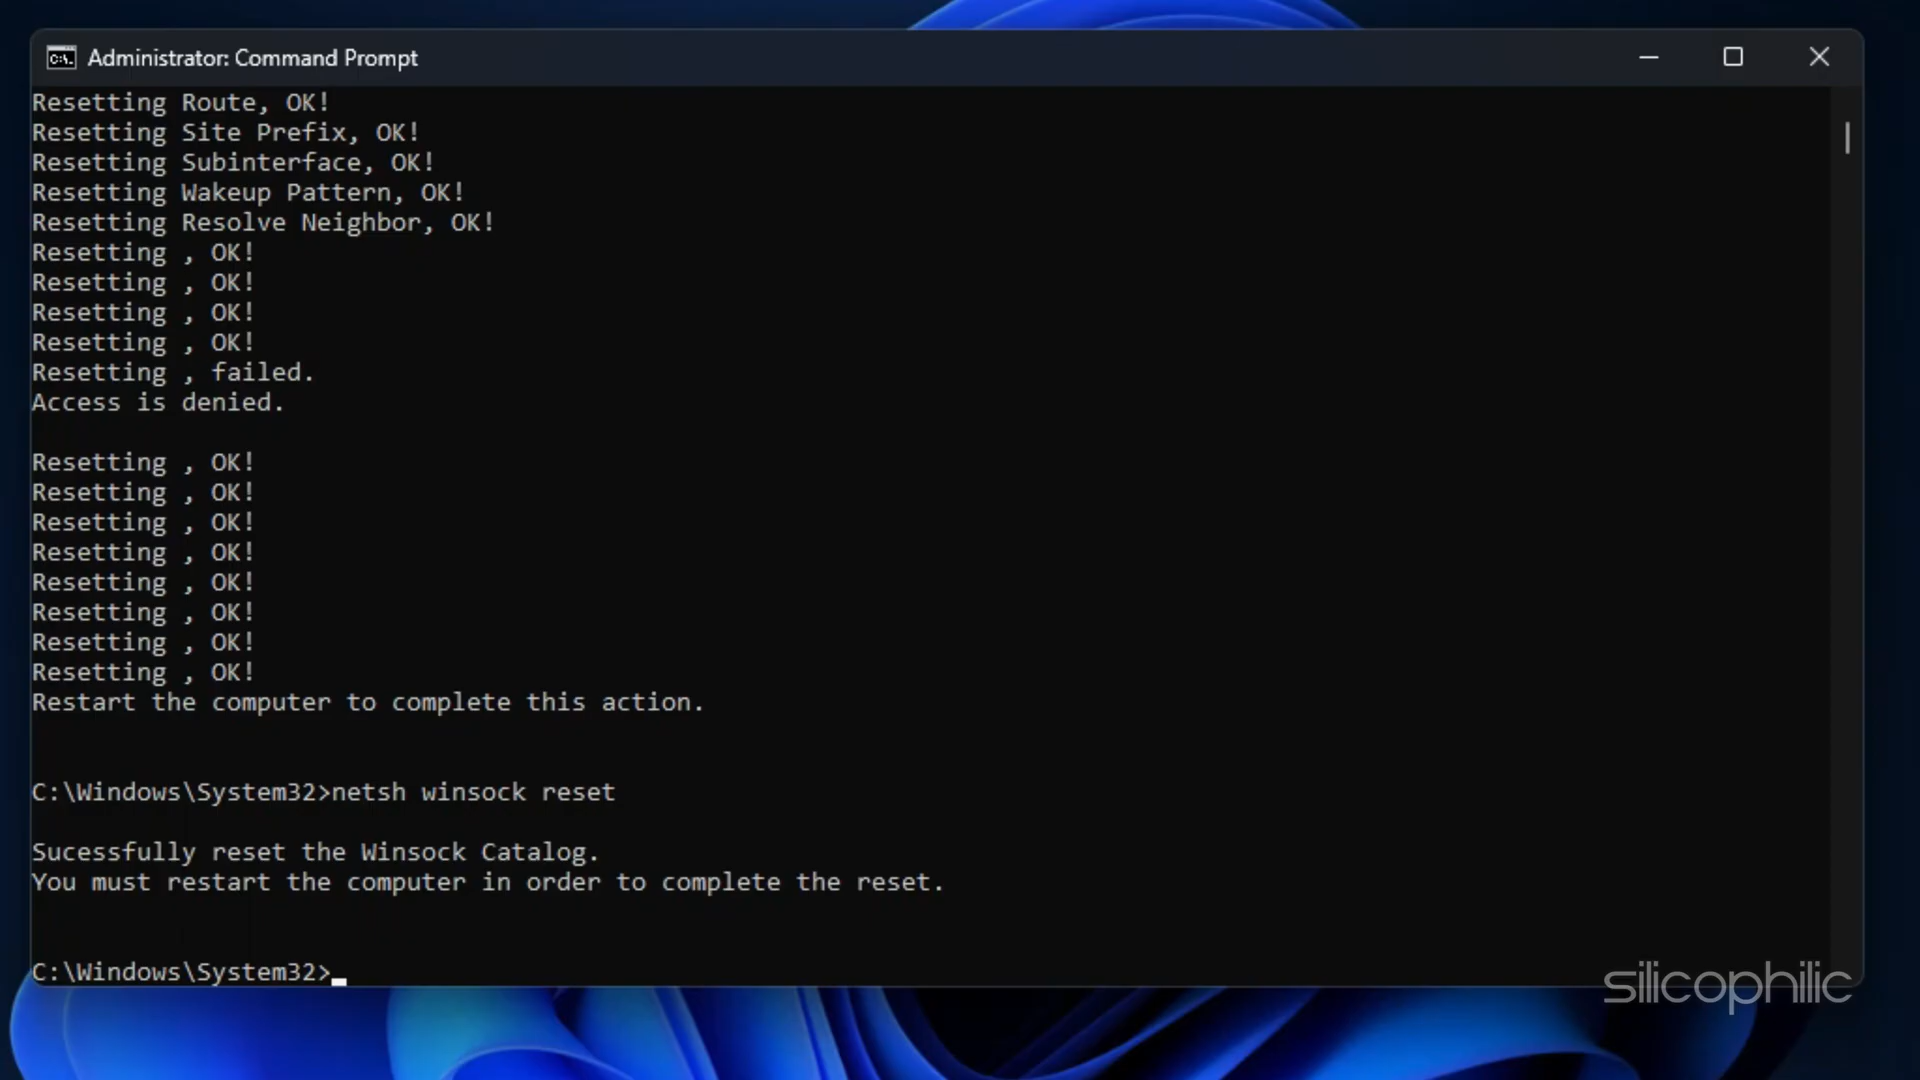 Administrator: Command Prompt
Resetting Route, OK!
Resetting Site Prefix, OK!
Resetting Subinterface, OK!
Resetting Wakeup Pattern, OK!
Resetting Resolve Neighbor, OK!
Resetting , OK!
Resetting , OK!
Resetting , OK!
Resetting , OK!
Resetting , failed.
Access is denied.
Resetting , OK!
Resetting , OK!
Resetting , OK!
Resetting , OK!
Resetting , OK!
Resetting , OK!
Resetting , OK!
Resetting , OK!
Restart the computer to complete this action.
C:\Windows\System32>netsh winsock reset
Sucessfully reset the Winsock Catalog.
You must restart the computer in order to complete the reset.
C:\Windows\System32>
silicophilic